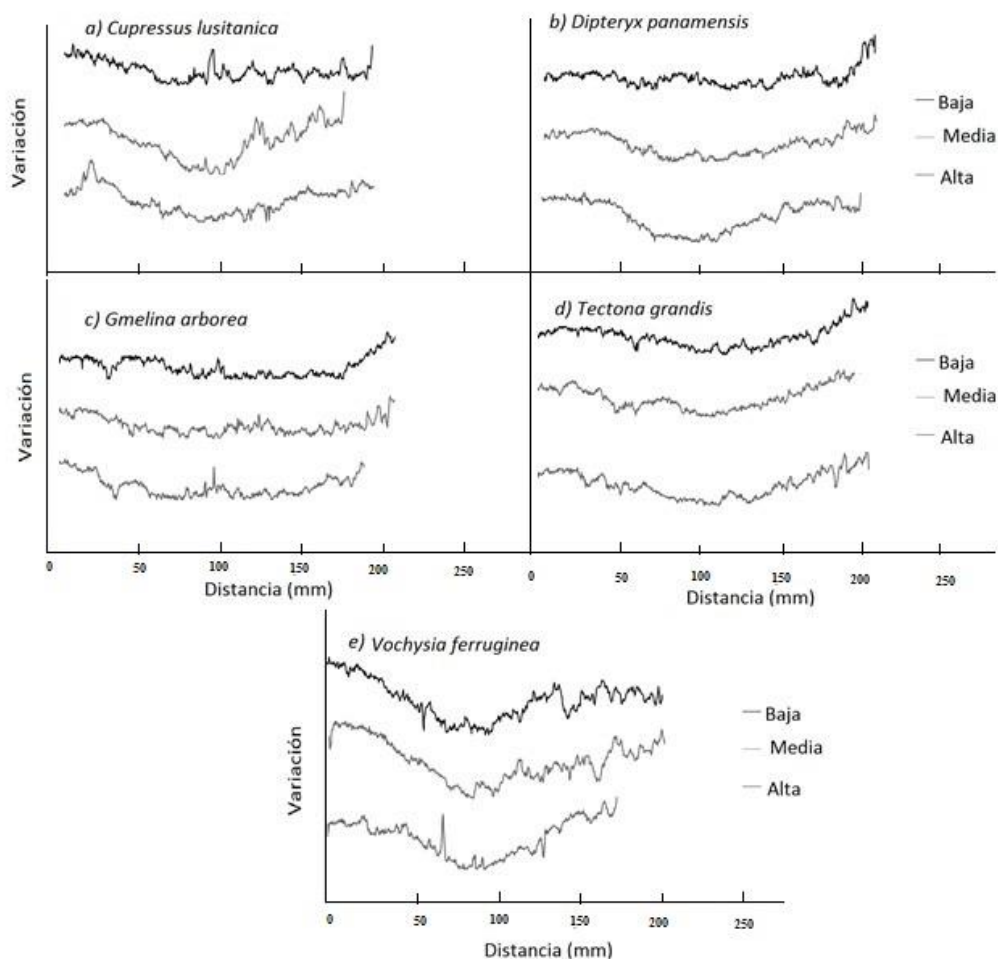 a) Cupressus lusitanica
Variación
b) Dipteryx panamensis
Baja
Media
Alta
c) Gmelina arborea
Variación
0 50 100 150 200 250
Distancia (mm)
d) Tectona grandis
Baja
Media
Alta
0 50 100 150 200 250
Distancia (mm)
e) Vochysia ferruginea
Variación
Baja
Media
Alta
0 50 100 150 200 250
Distancia (mm)